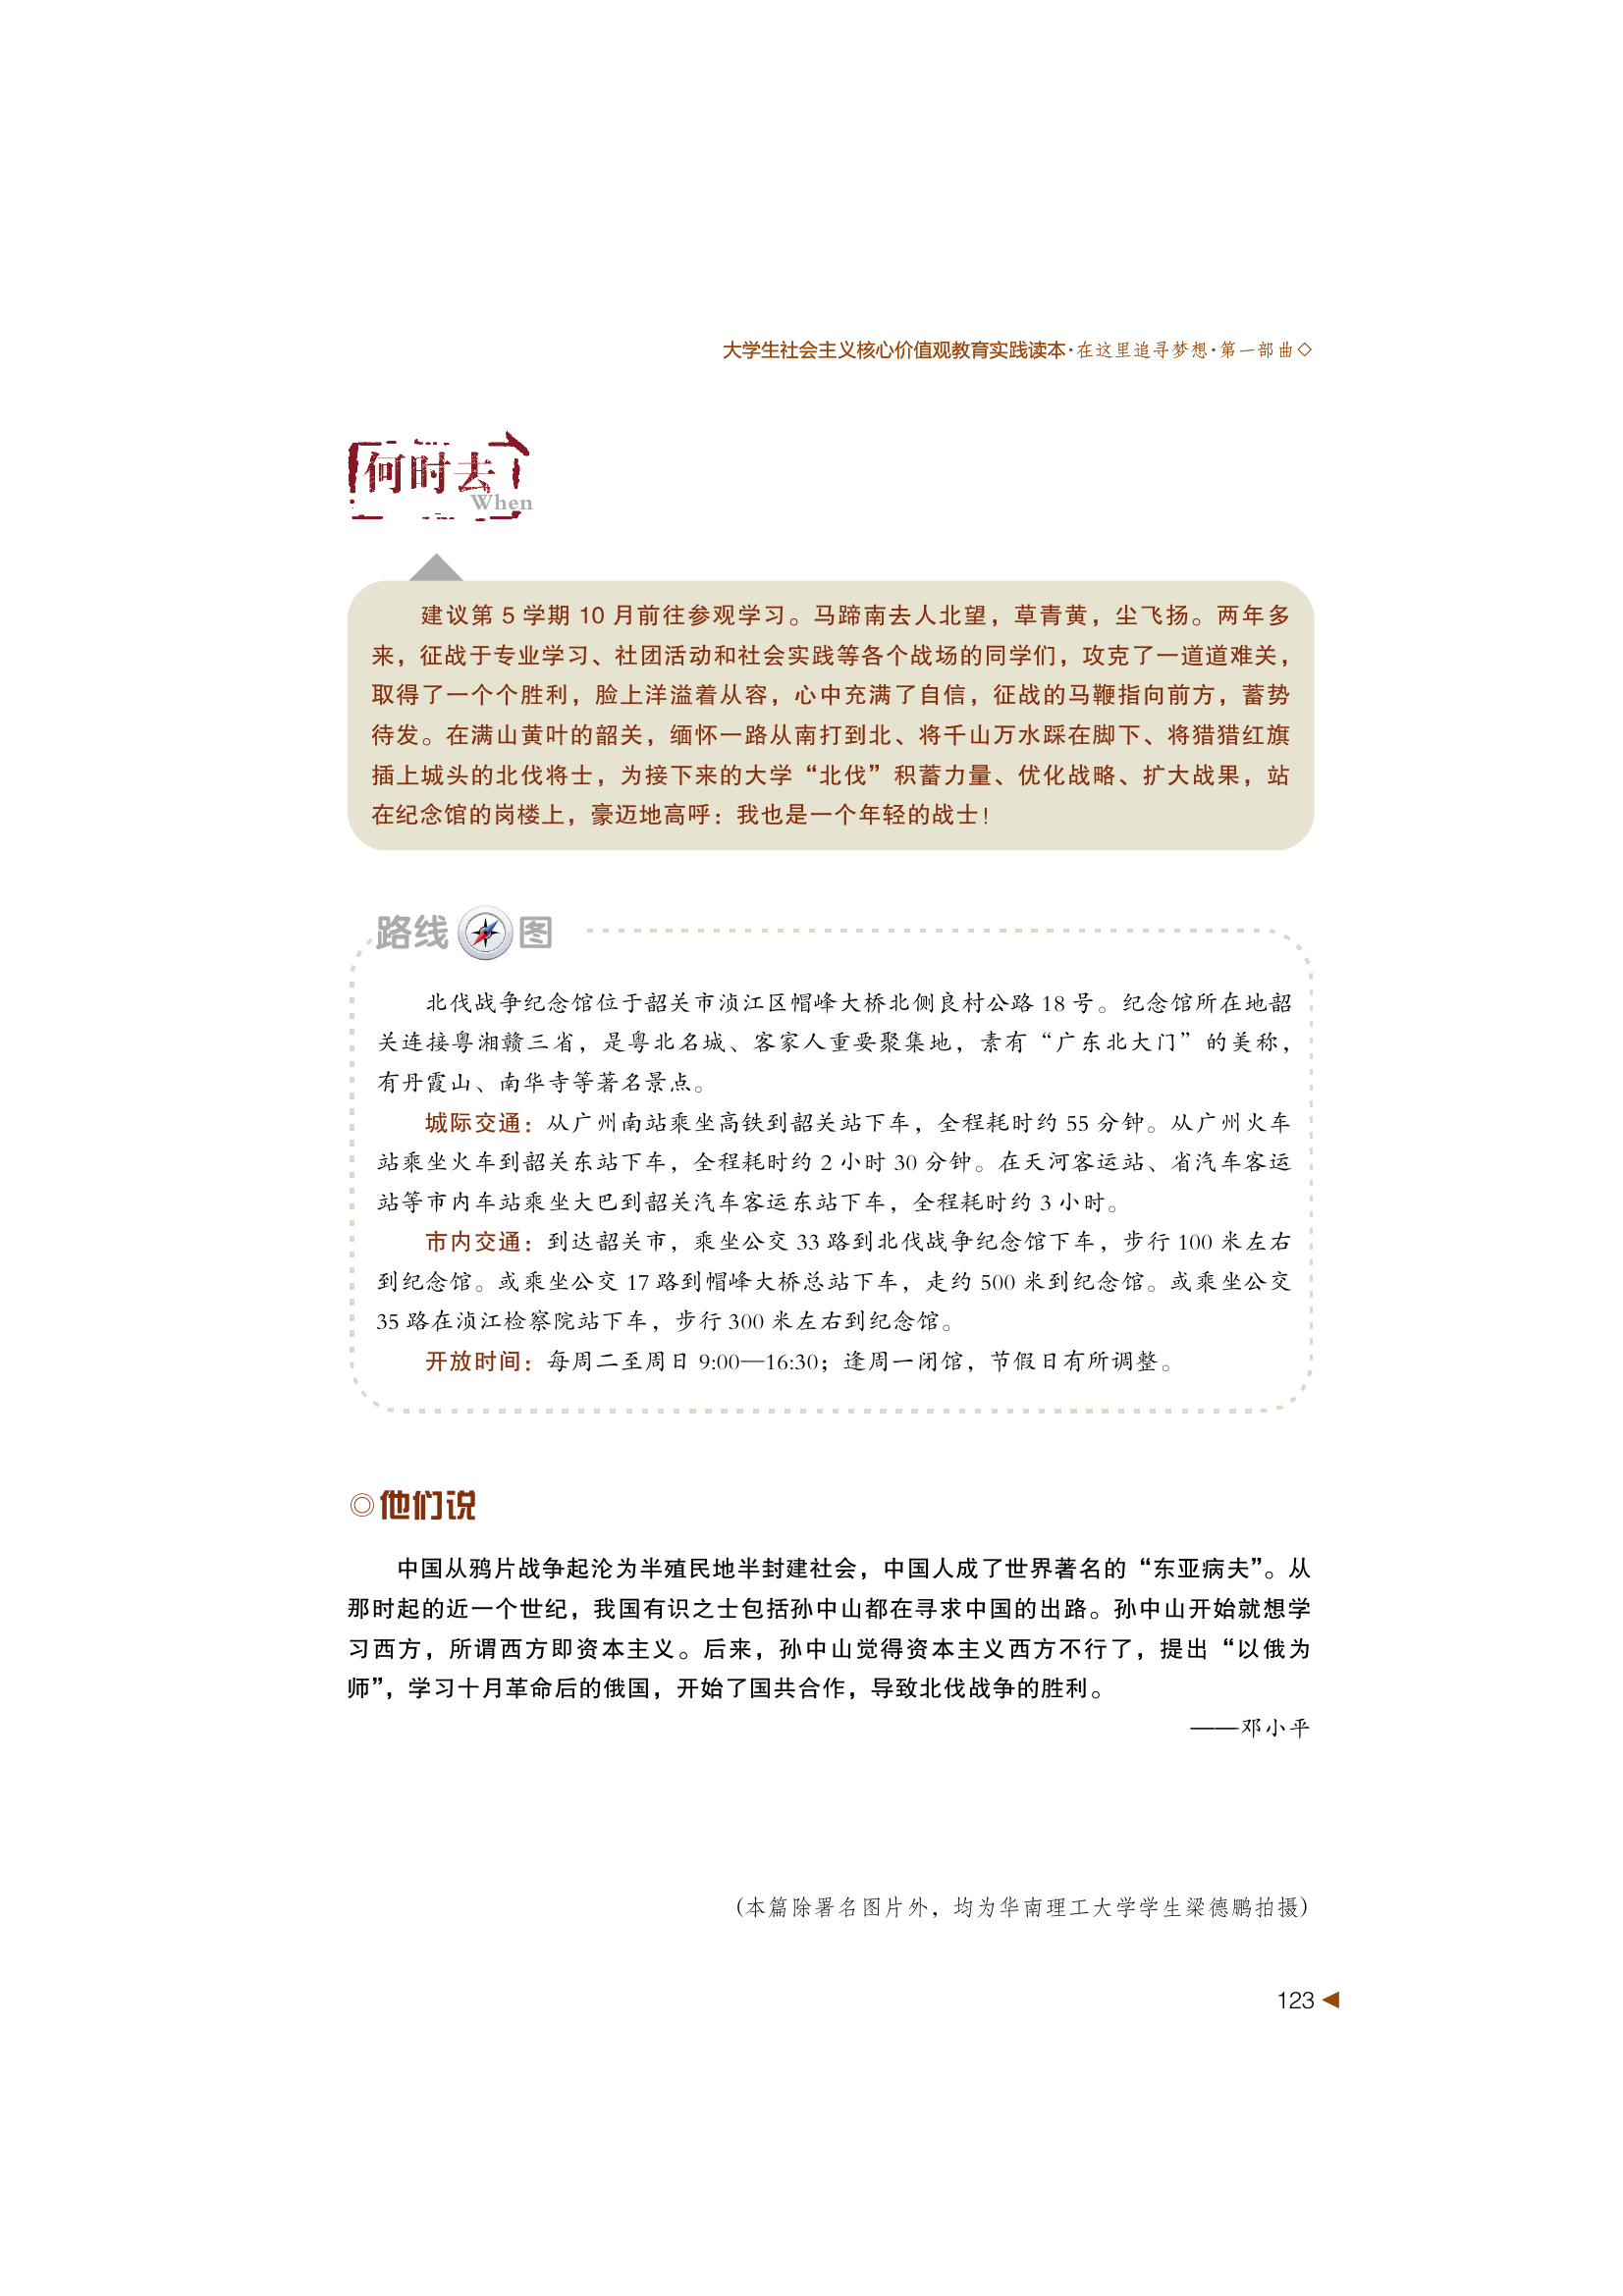 大学生社会主义核心价值观教育实践读本·在这里追寻梦想·第一部曲◇
何时去
When
建议第 5 学期 10 月前往参观学习。马蹄南去人北望，草青黄，尘飞扬。两年多
来，征战于专业学习、社团活动和社会实践等各个战场的同学们，攻克了一道道难关，
取得了一个个胜利，脸上洋溢着从容，心中充满了自信，征战的马鞭指向前方，蓄势
待发。在满山黄叶的韶关，缅怀一路从南打到北、将千山万水踩在脚下、将猎猎红旗
插上城头的北伐将士，为接下来的大学“北伐”积蓄力量、优化战略、扩大战果，站
在纪念馆的岗楼上，豪迈地高呼：我也是一个年轻的战士！
路线图
北伐战争纪念馆位于韶关市浈江区帽峰大桥北侧良村公路 18 号。纪念馆所在地韶
关连接粤湘赣三省，是粤北名城、客家人重要聚集地，素有“广东北大门”的美称，
有丹霞山、南华寺等著名景点。
城际交通：从广州南站乘坐高铁到韶关站下车，全程耗时约 55 分钟。从广州火车
站乘坐火车到韶关东站下车，全程耗时约 2 小时 30 分钟。在天河客运站、省汽车客运
站等市内车站乘坐大巴到韶关汽车客运东站下车，全程耗时约 3 小时。
市内交通：到达韶关市，乘坐公交 33 路到北伐战争纪念馆下车，步行 100 米左右
到纪念馆。或乘坐公交 17 路到帽峰大桥总站下车，走约 500 米到纪念馆。或乘坐公交
35 路在浈江检察院站下车，步行 300 米左右到纪念馆。
开放时间：每周二至周日 9:00—16:30；逢周一闭馆，节假日有所调整。
◎他们说
中国从鸦片战争起沦为半殖民地半封建社会，中国人成了世界著名的“东亚病夫”。从
那时起的近一个世纪，我国有识之士包括孙中山都在寻求中国的出路。孙中山开始就想学
习西方，所谓西方即资本主义。后来，孙中山觉得资本主义西方不行了，提出“以俄为
师”，学习十月革命后的俄国，开始了国共合作，导致北伐战争的胜利。
——邓小平
（本篇除署名图片外，均为华南理工大学学生梁德鹏拍摄）
123